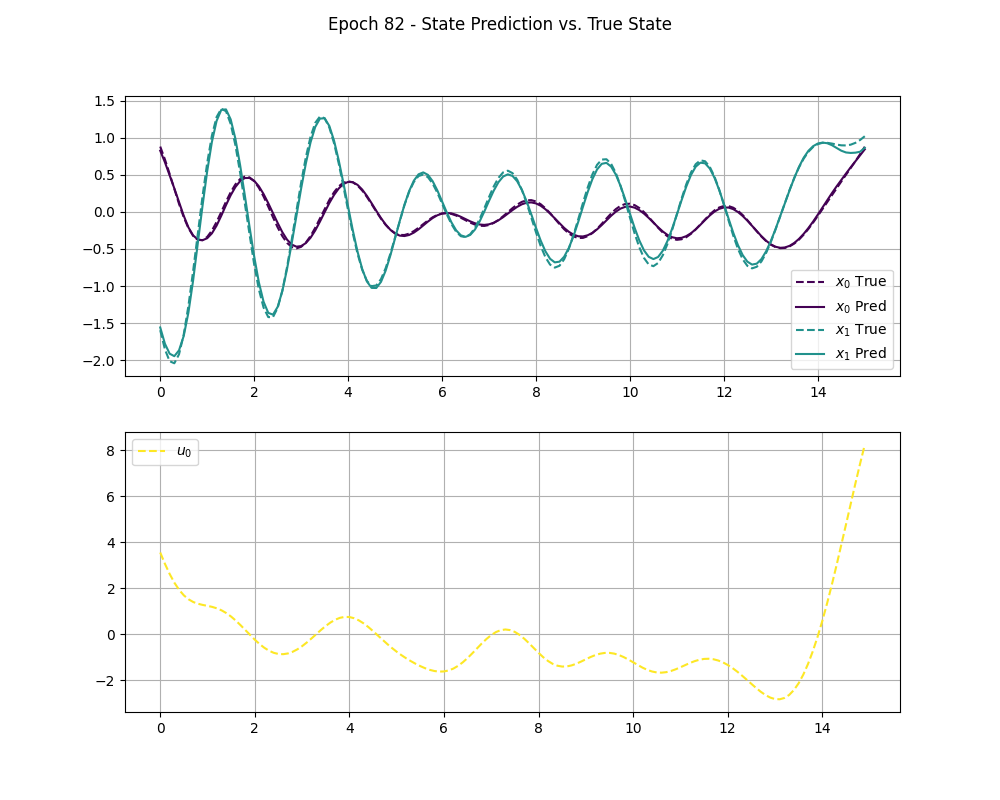 Epoch 82 - State Prediction vs. True State
1.5
1.0
0.5
0.0
−0.5
−1.0
−1.5
−2.0
x₀ True
x₀ Pred
x₁ True
x₁ Pred
0 2 4 6 8 10 12 14
8
6
4
2
0
−2
u₀
0 2 4 6 8 10 12 14